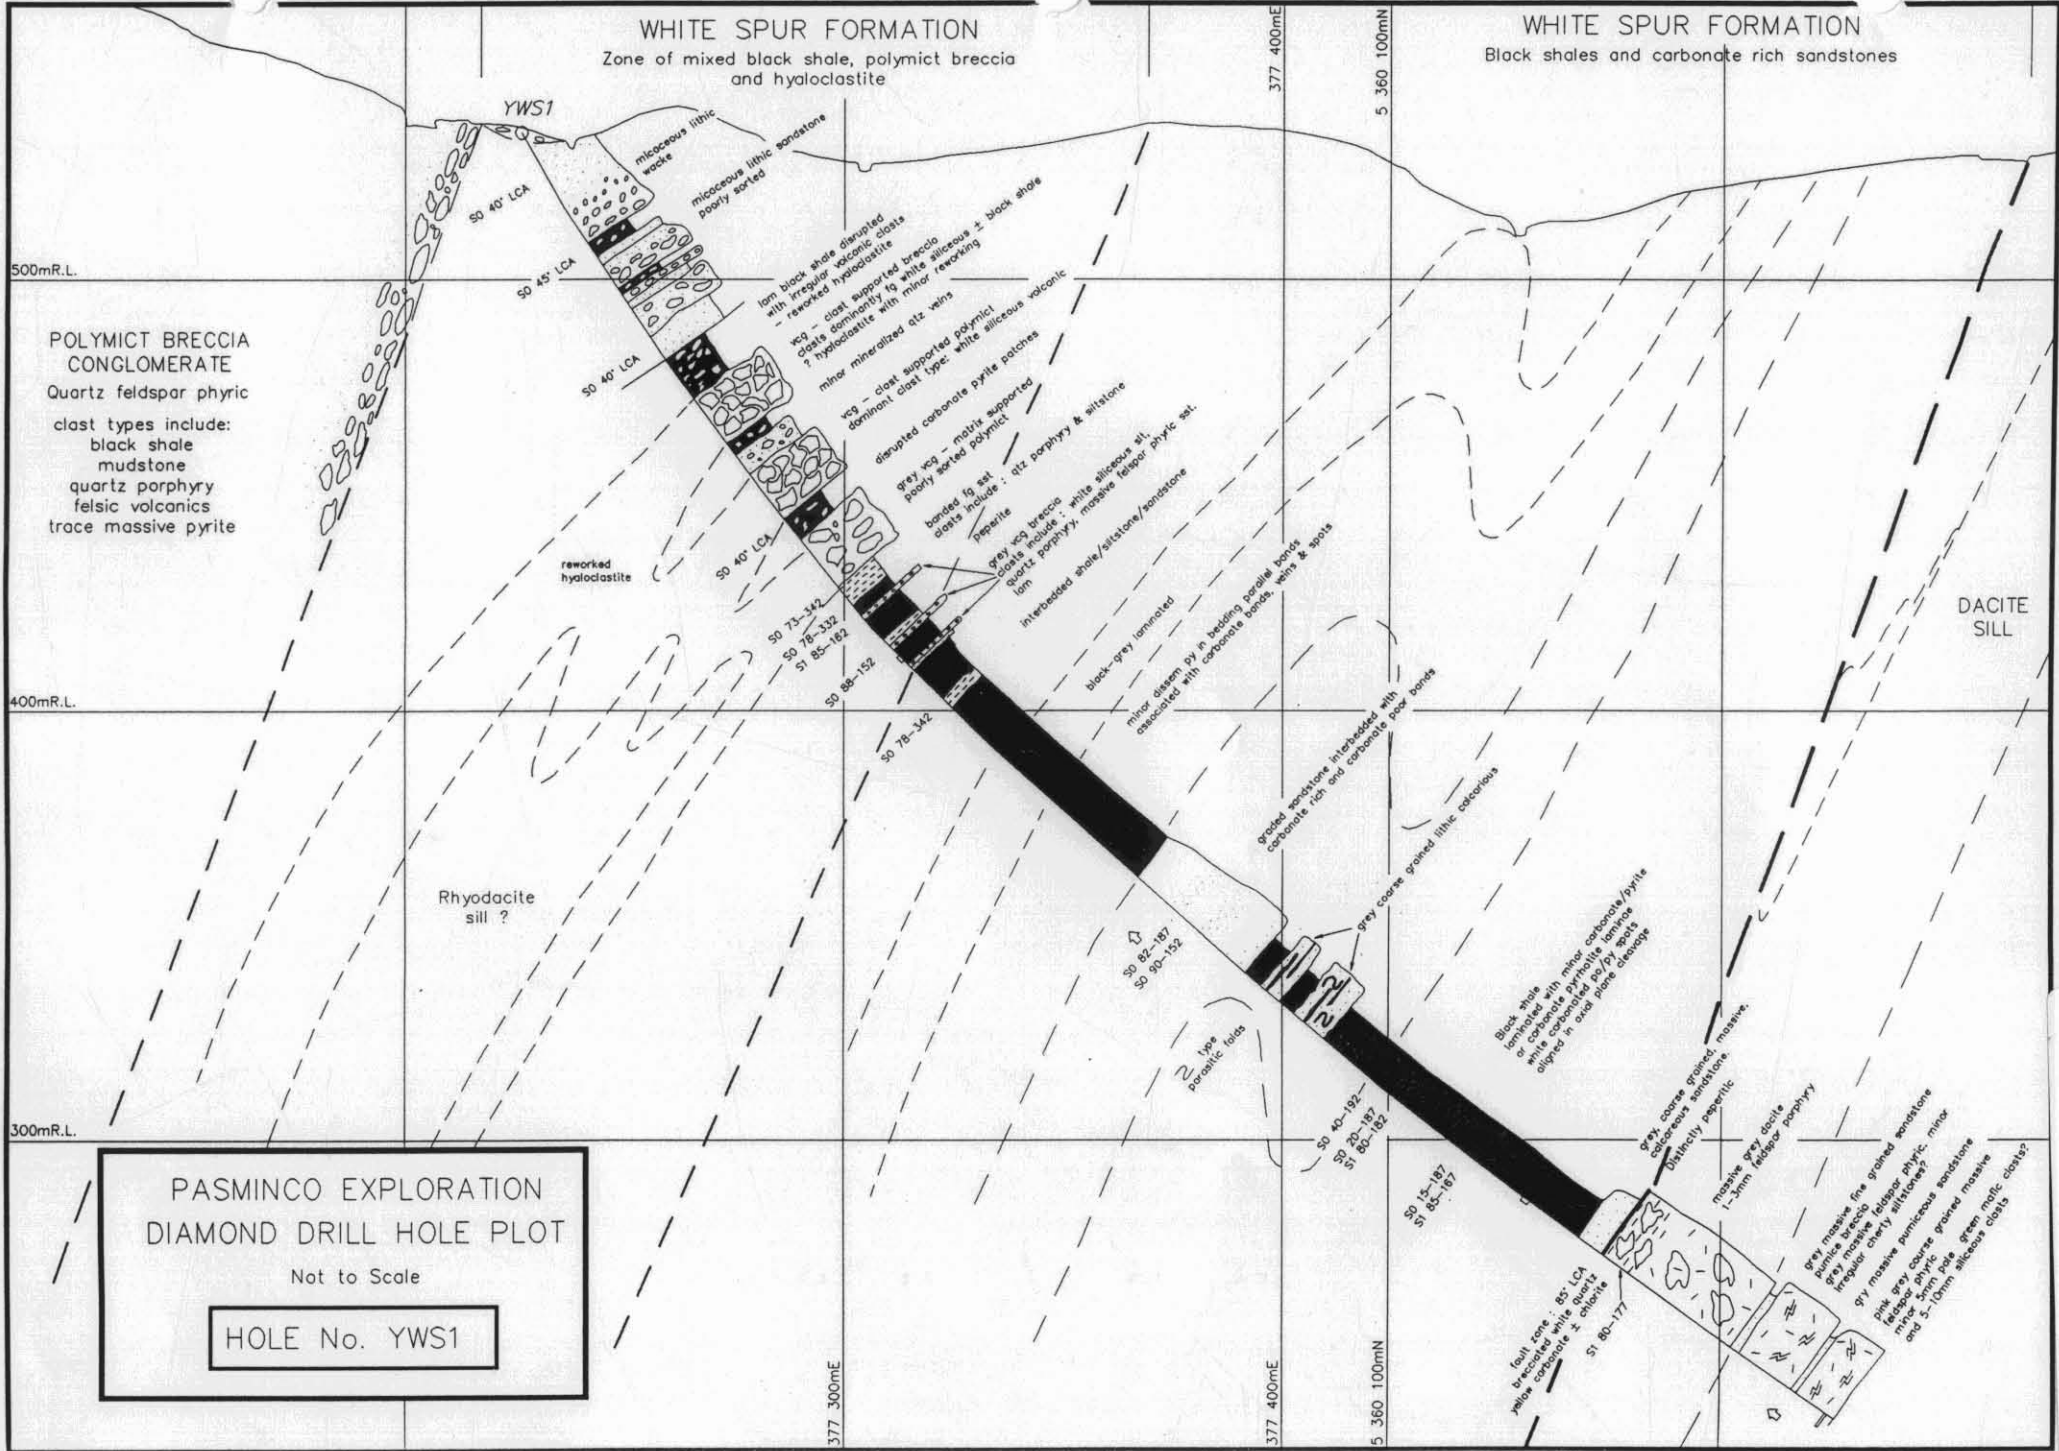 WHITE SPUR FORMATION
Zone of mixed black shale, polymict breccia
and hyaloclastite
377 400mE
5 360 100mN
WHITE SPUR FORMATION
Black shales and carbonate rich sandstones
YWS1
micaceous lithic
wacke
micaceous lithic sandstone
poorly sorted
S0 40° LCA
500mR.L.
S0 45° LCA
lam black shale disrupted
with irregular volcanic clasts
- reworked hyaloclastite
vcg - clast supported breccia
clasts dominantly fg white siliceous ± black shale
? hyaloclastite with minor reworking
minor mineralized qtz veins
S0 40° LCA
vcg - clast supported polymict
dominant clast type: white siliceous volcanic
disrupted carbonate pyrite patches
grey vcg - matrix supported
poorly sorted polymict
banded fg sst
clasts include : qtz porphyry & siltstone
peperite
POLYMICT BRECCIA
CONGLOMERATE
Quartz feldspar phyric
clast types include:
black shale
mudstone
quartz porphyry
felsic volcanics
trace massive pyrite
grey vcg breccia
clasts include : white siliceous slt,
quartz porphyry, massive felspar phyric sst.
lam
interbedded shale/siltstone/sandstone
reworked
hyaloclastite
S0 40° LCA
S0 73-342
S0 78-332
S1 85-162
S0 88-152
S0 78-342
black-grey laminated
minor dissem py in bedding parallel bands
associated with carbonate bands, veins & spots
DACITE
SILL
400mR.L.
graded sandstone interbedded with
carbonate rich and carbonate poor bands
grey coarse grained lithic calcarious
Rhyodacite
sill ?
S0 82-187
S0 90-152
type
parasitic folds
Black shale
laminated with minor carbonate/pyrite
or carbonate pyrrhotite laminae
white carbonated po/py spots
aligned in axial plane cleavage
S0 40-192
S0 20-187
S1 80-182
S0 15-187
S1 85-167
300mR.L.
grey, coarse grained, massive,
calcareous sandstone.
Distinctly peperitic
massive grey dacite
1-3mm feldspar porphyry
grey massive fine grained sandstone
pumice breccia
grey massive feldspar phyric, minor
irregular cherty siltstones?
gry massive pumiceous sandstone
pink grey course grained massive
feldspar phyric
minor 5mm pale green mafic clasts?
and 5-10mm siliceous clasts
fault zone : 85° LCA
brecciated white quartz
yellow carbonate ± chlorite
S1 80-177
PASMINCO EXPLORATION
DIAMOND DRILL HOLE PLOT
Not to Scale
HOLE No. YWS1
377 300mE
377 400mE
5 360 100mN